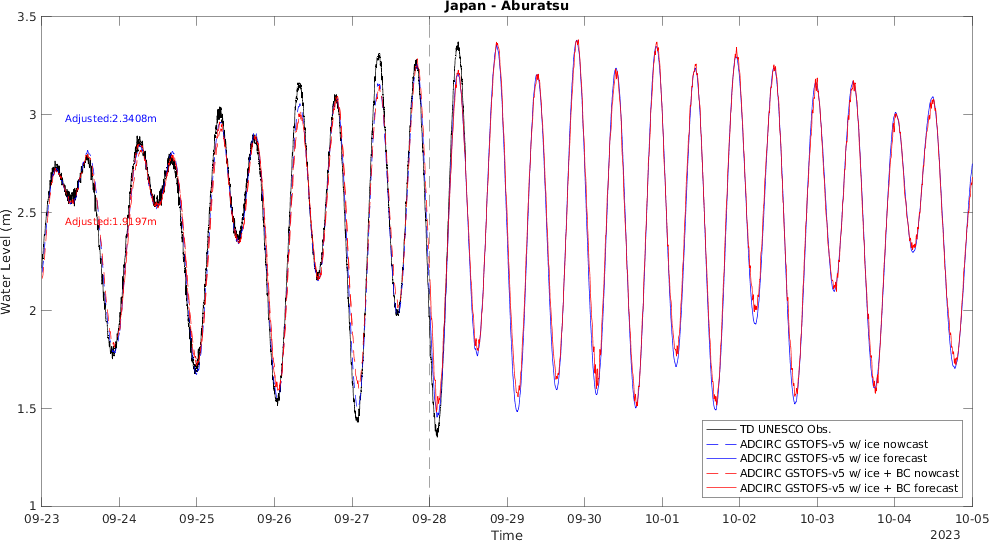 Japan - Aburatsu
3.5
3
2.5
2
1.5
1
Water Level (m)
Adjusted:2.3408m
Adjusted:1.9197m
TD UNESCO Obs.
ADCIRC GSTOFS-v5 w/ ice nowcast
ADCIRC GSTOFS-v5 w/ ice forecast
ADCIRC GSTOFS-v5 w/ ice + BC nowcast
ADCIRC GSTOFS-v5 w/ ice + BC forecast
09-23 09-24 09-25 09-26 09-27 09-28 09-29 09-30 10-01 10-02 10-03 10-04 10-05
Time
2023